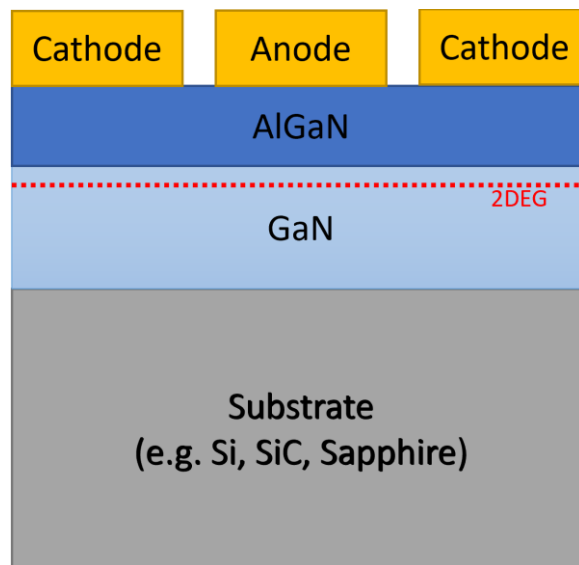 Cathode Anode Cathode
AlGaN
2DEG
GaN
Substrate
(e.g. Si, SiC, Sapphire)